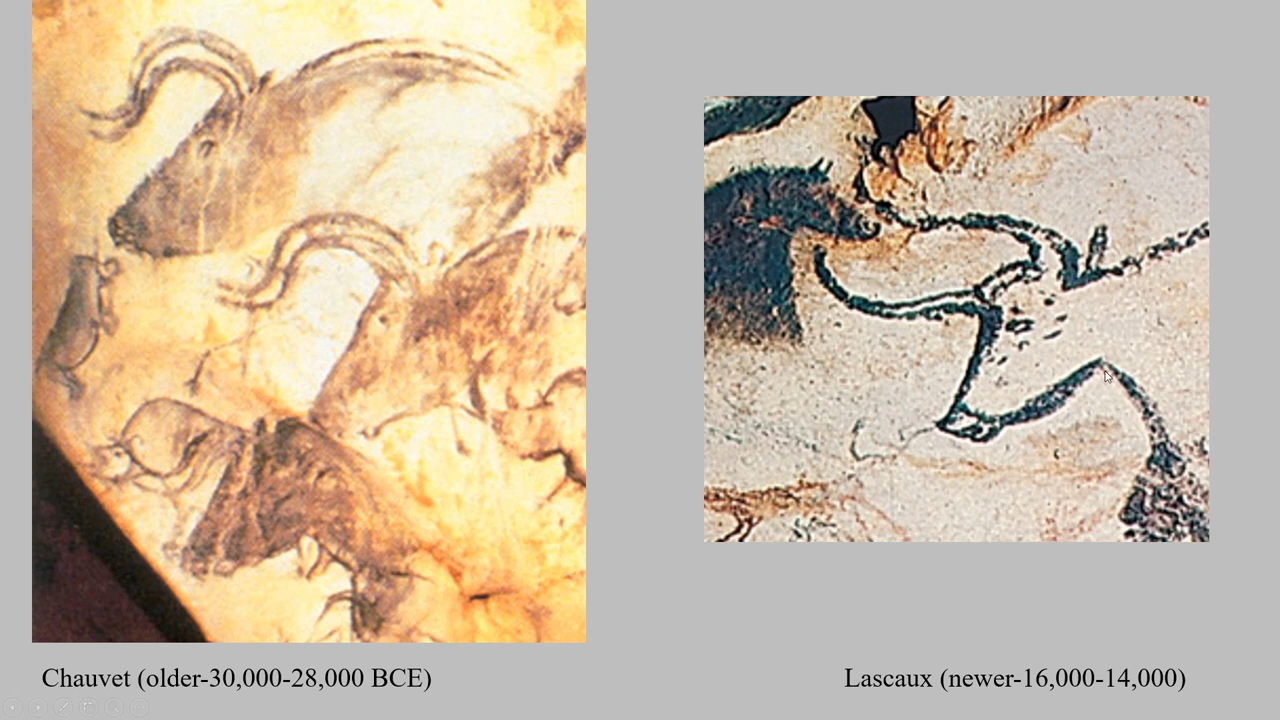 Chauvet (older-30,000-28,000 BCE)
Lascaux (newer-16,000-14,000)